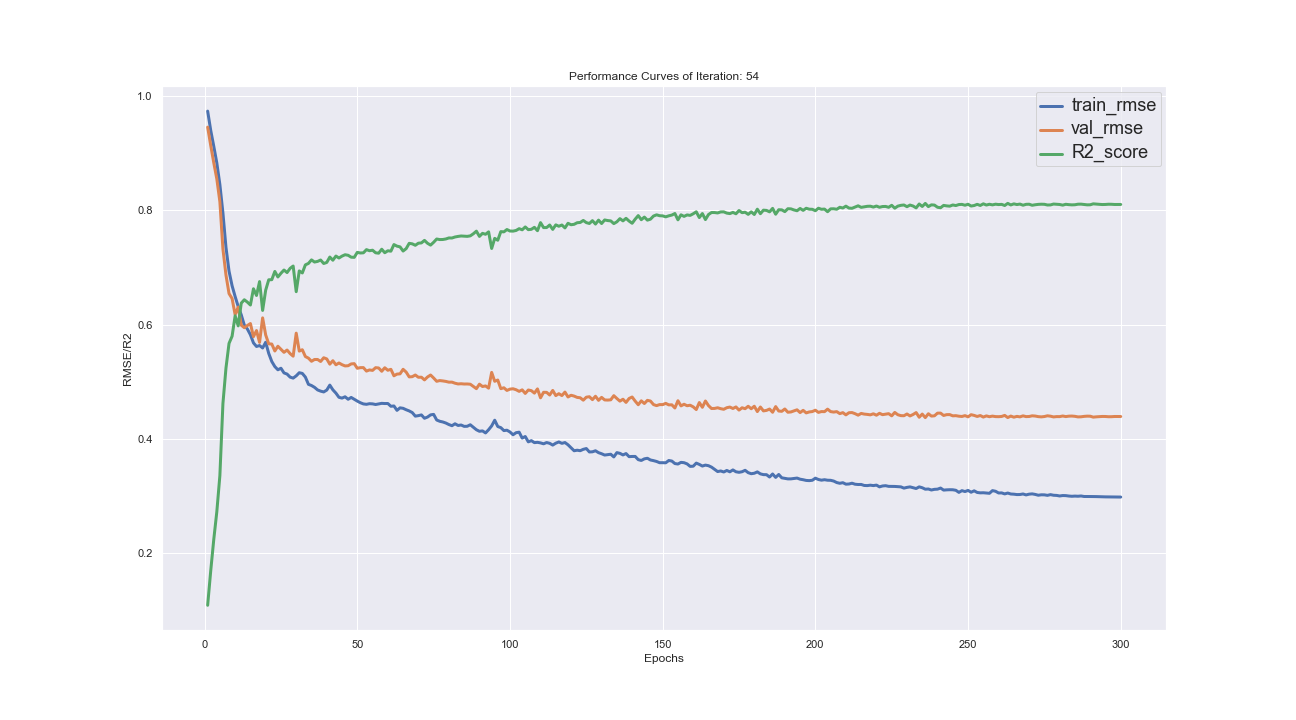 Performance Curves of Iteration: 54
train_rmse
val_rmse
R2_score
RMSE/R2
1.0
0.8
0.6
0.4
0.2
0 50 100 150 200 250 300
Epochs